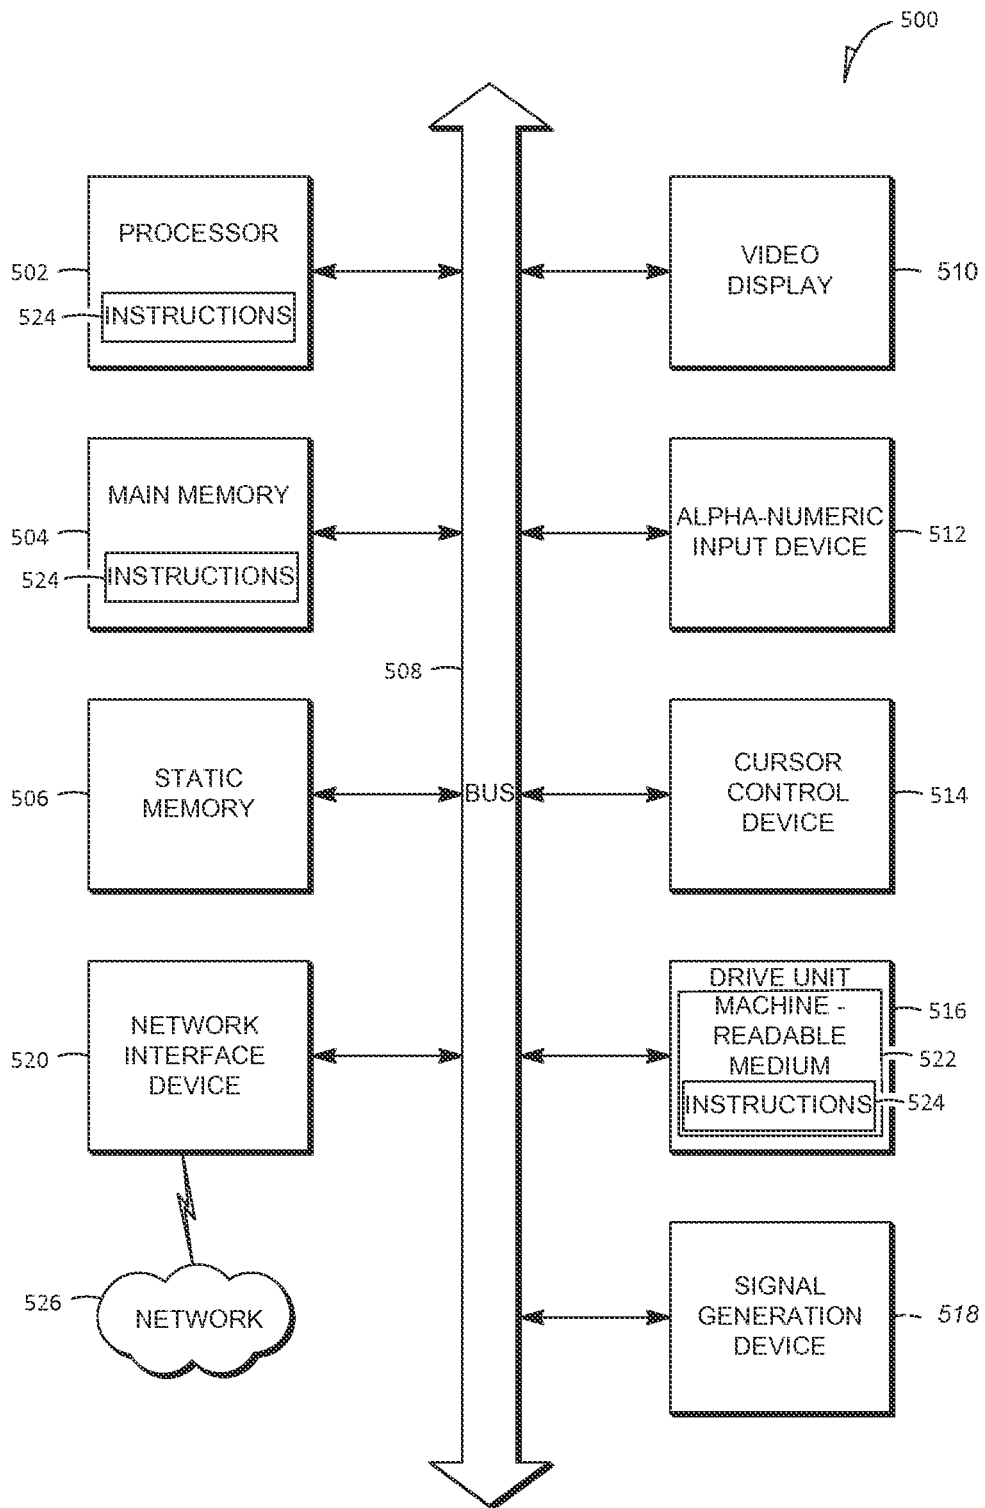 500
PROCESSOR
502
524
INSTRUCTIONS
VIDEO
DISPLAY
510
MAIN MEMORY
504
524
INSTRUCTIONS
ALPHA-NUMERIC
INPUT DEVICE
512
508
STATIC
MEMORY
506
BUS
CURSOR
CONTROL
DEVICE
514
NETWORK
INTERFACE
DEVICE
520
DRIVE UNIT
516
MACHINE -
READABLE
MEDIUM
522
INSTRUCTIONS
524
526
NETWORK
SIGNAL
GENERATION
DEVICE
518